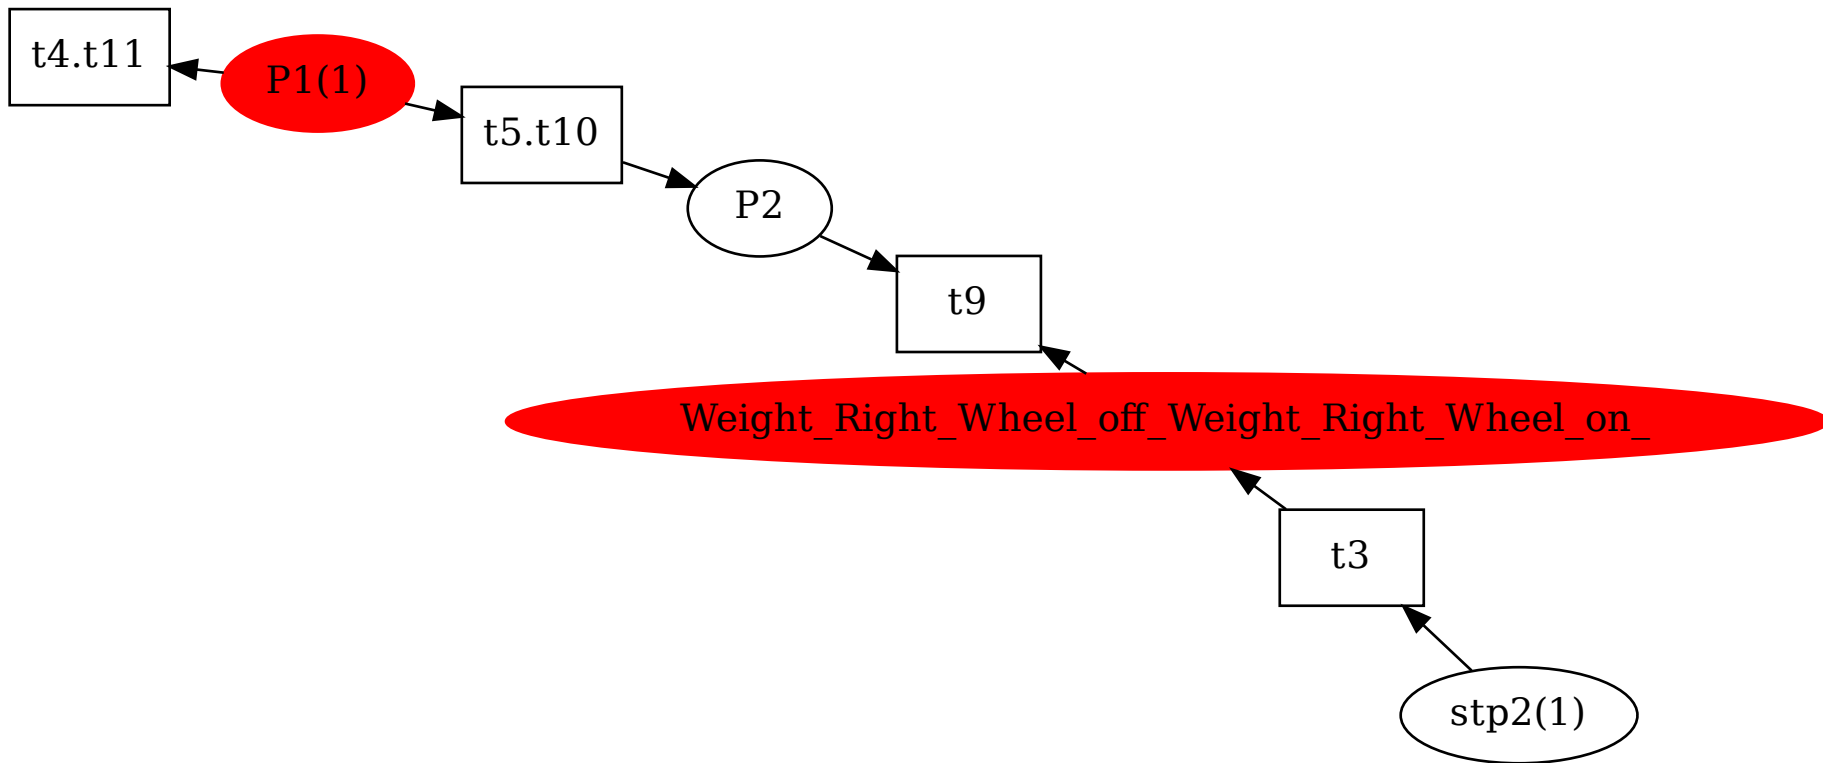 t4.t11
P1(1)
t5.t10
P2
t9
Weight_Right_Wheel_off_Weight_Right_Wheel_on_
t3
stp2(1)